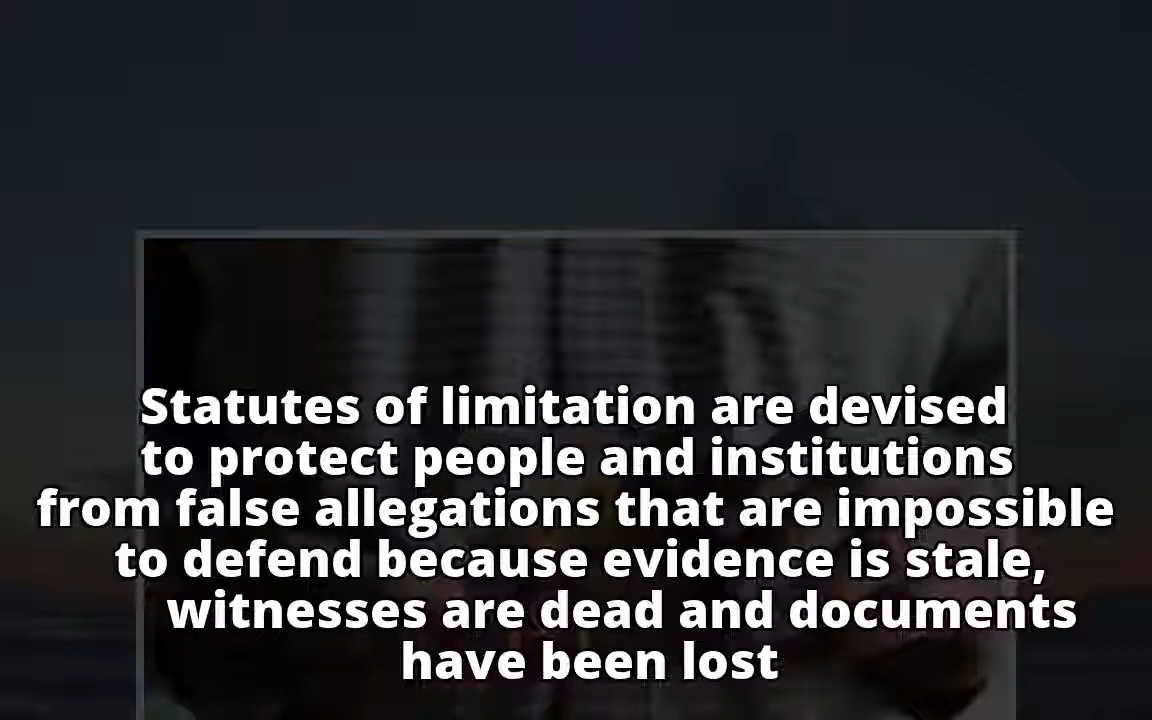 Statutes of limitation are devised
to protect people and institutions
from false allegations that are impossible
to defend because evidence is stale,
witnesses are dead and documents
have been lost